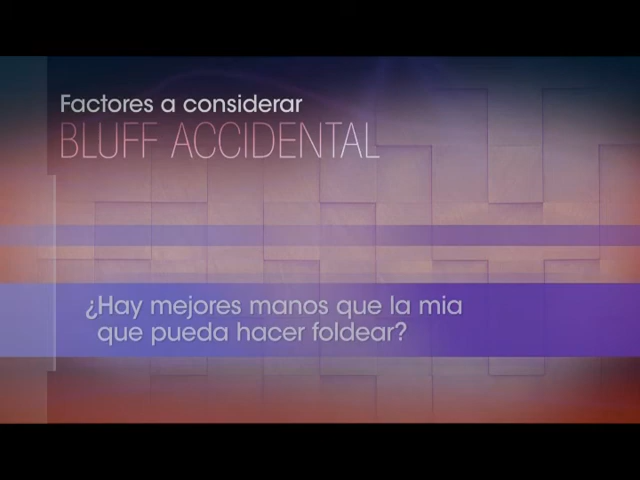 Factores a considerar
BLUFF ACCIDENTAL
¿Hay mejores manos que la mia
que pueda hacer foldear?